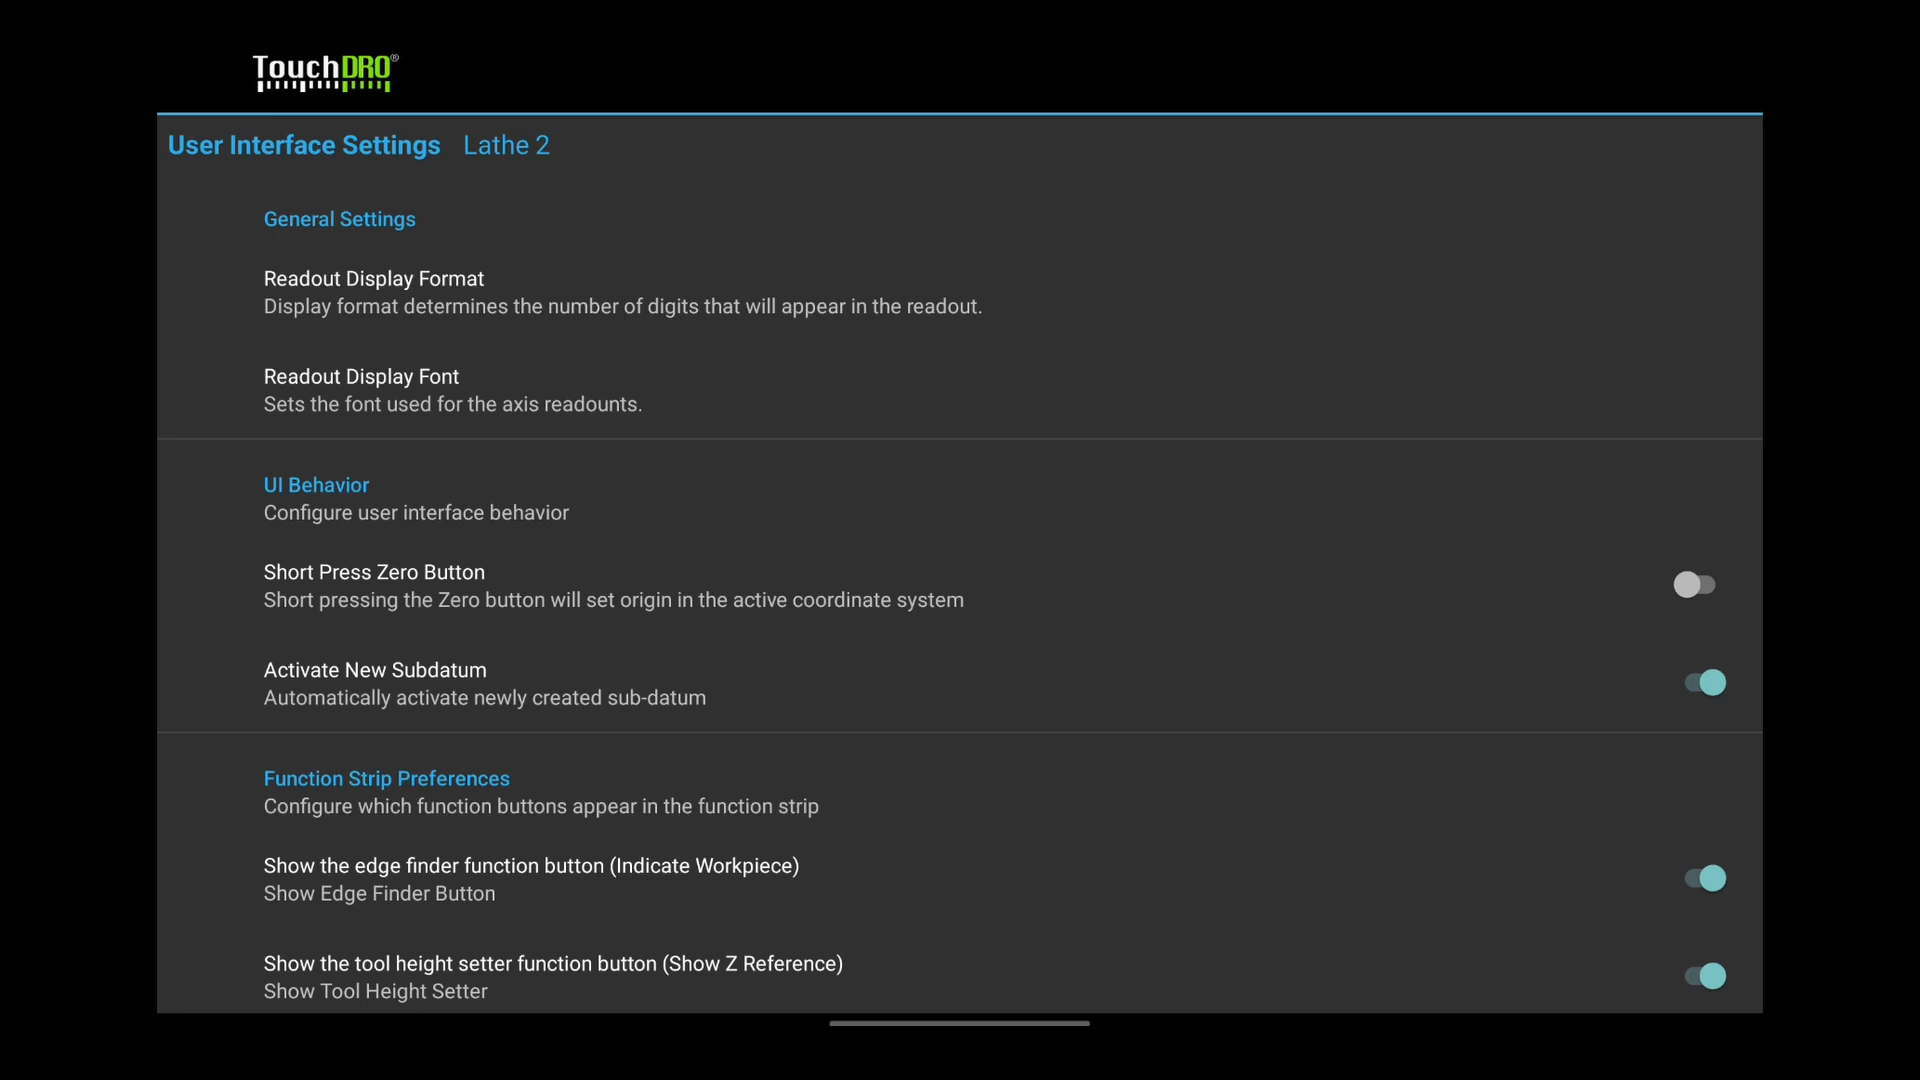 TouchDRO®
User Interface Settings Lathe 2
General Settings
Readout Display Format
Display format determines the number of digits that will appear in the readout.
Readout Display Font
Sets the font used for the axis readounts.
UI Behavior
Configure user interface behavior
Short Press Zero Button
Short pressing the Zero button will set origin in the active coordinate system
Activate New Subdatum
Automatically activate newly created sub-datum
Function Strip Preferences
Configure which function buttons appear in the function strip
Show the edge finder function button (Indicate Workpiece)
Show Edge Finder Button
Show the tool height setter function button (Show Z Reference)
Show Tool Height Setter